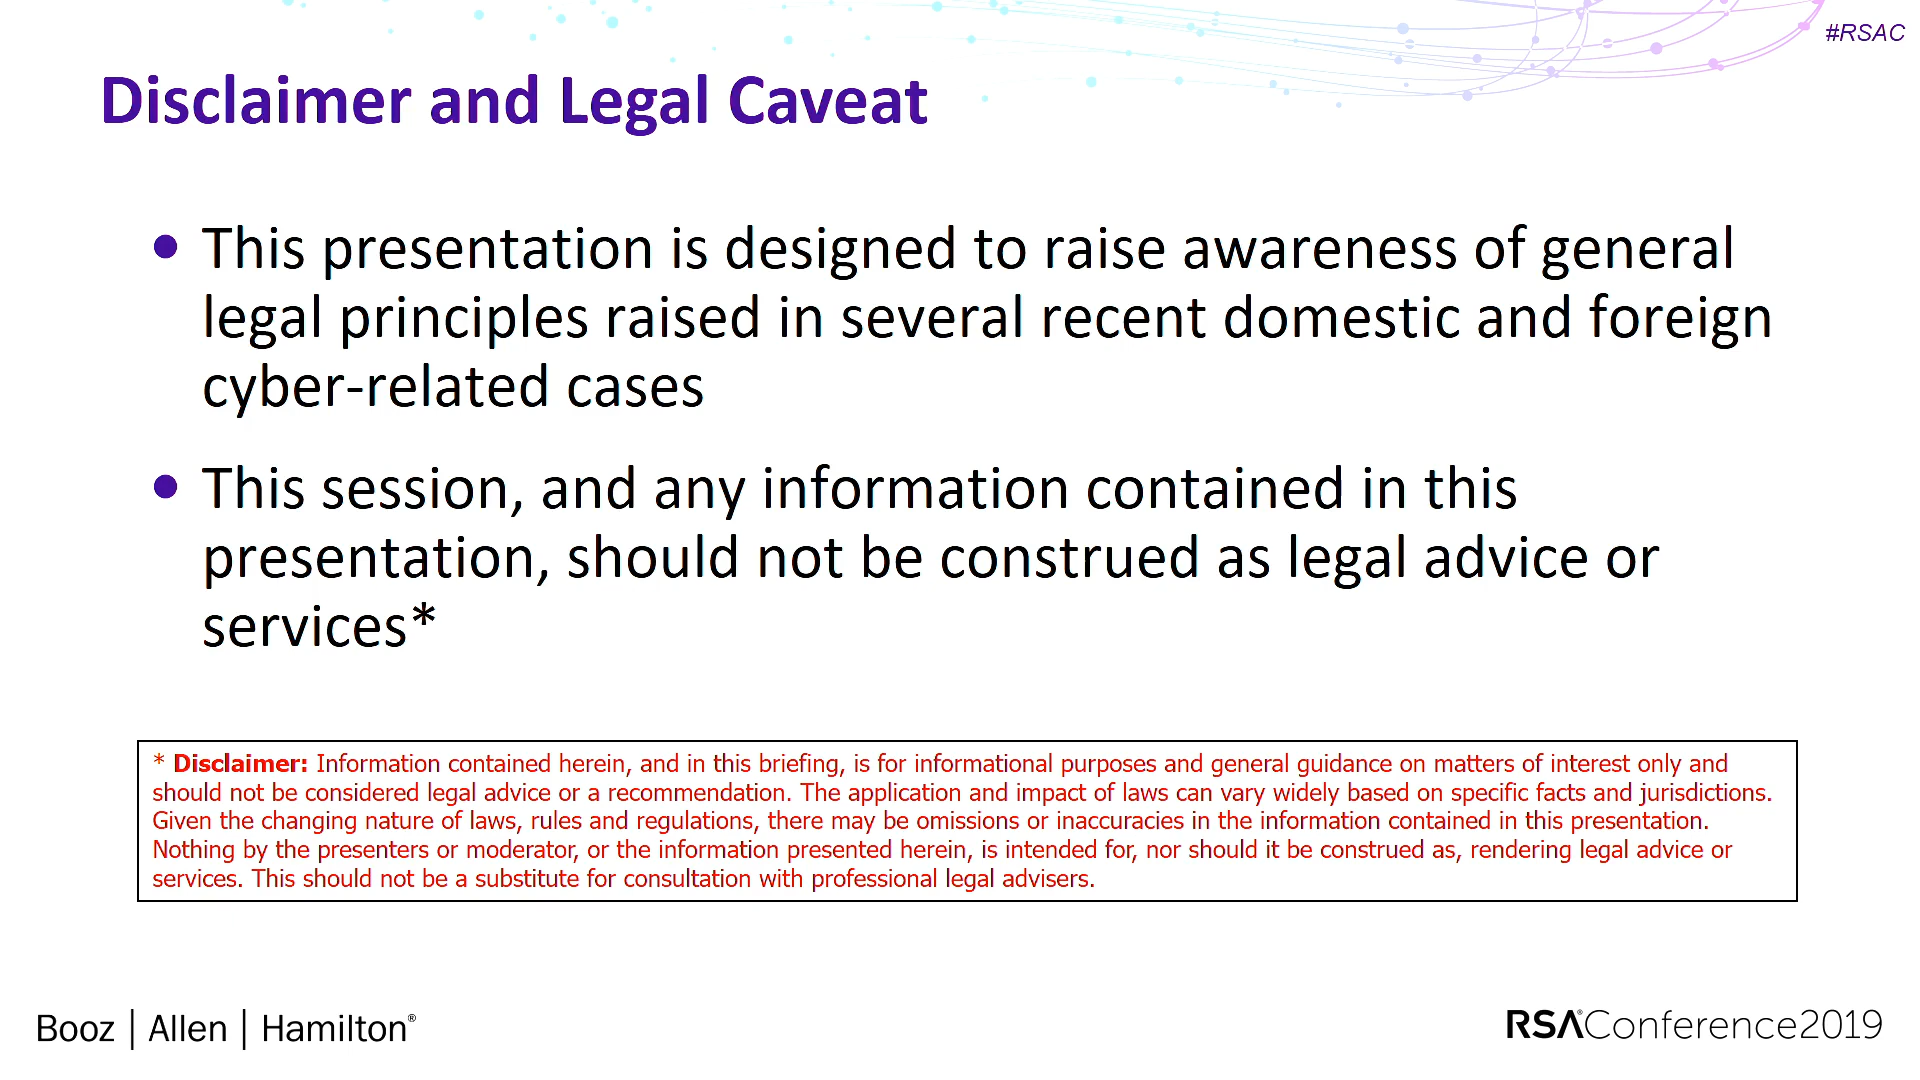 #RSAC
Disclaimer and Legal Caveat
• This presentation is designed to raise awareness of general
legal principles raised in several recent domestic and foreign
cyber-related cases
• This session, and any information contained in this
presentation, should not be construed as legal advice or
services*
* Disclaimer: Information contained herein, and in this briefing, is for informational purposes and general guidance on matters of interest only and
should not be considered legal advice or a recommendation. The application and impact of laws can vary widely based on specific facts and jurisdictions.
Given the changing nature of laws, rules and regulations, there may be omissions or inaccuracies in the information contained in this presentation.
Nothing by the presenters or moderator, or the information presented herein, is intended for, nor should it be construed as, rendering legal advice or
services. This should not be a substitute for consultation with professional legal advisers.
Booz | Allen | Hamilton®
RSA®Conference2019